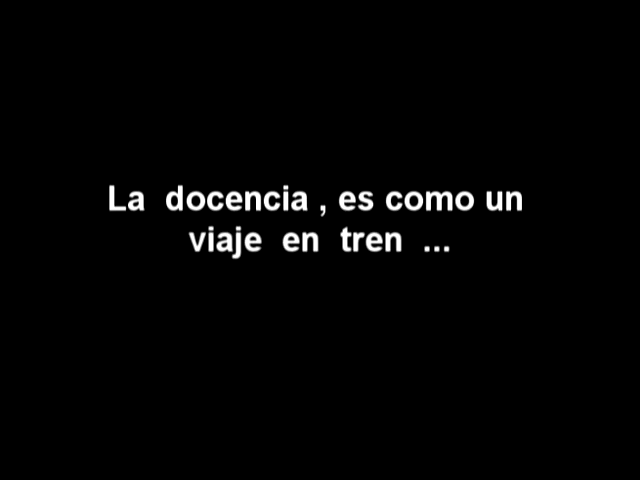 La docencia , es como un
viaje en tren ...